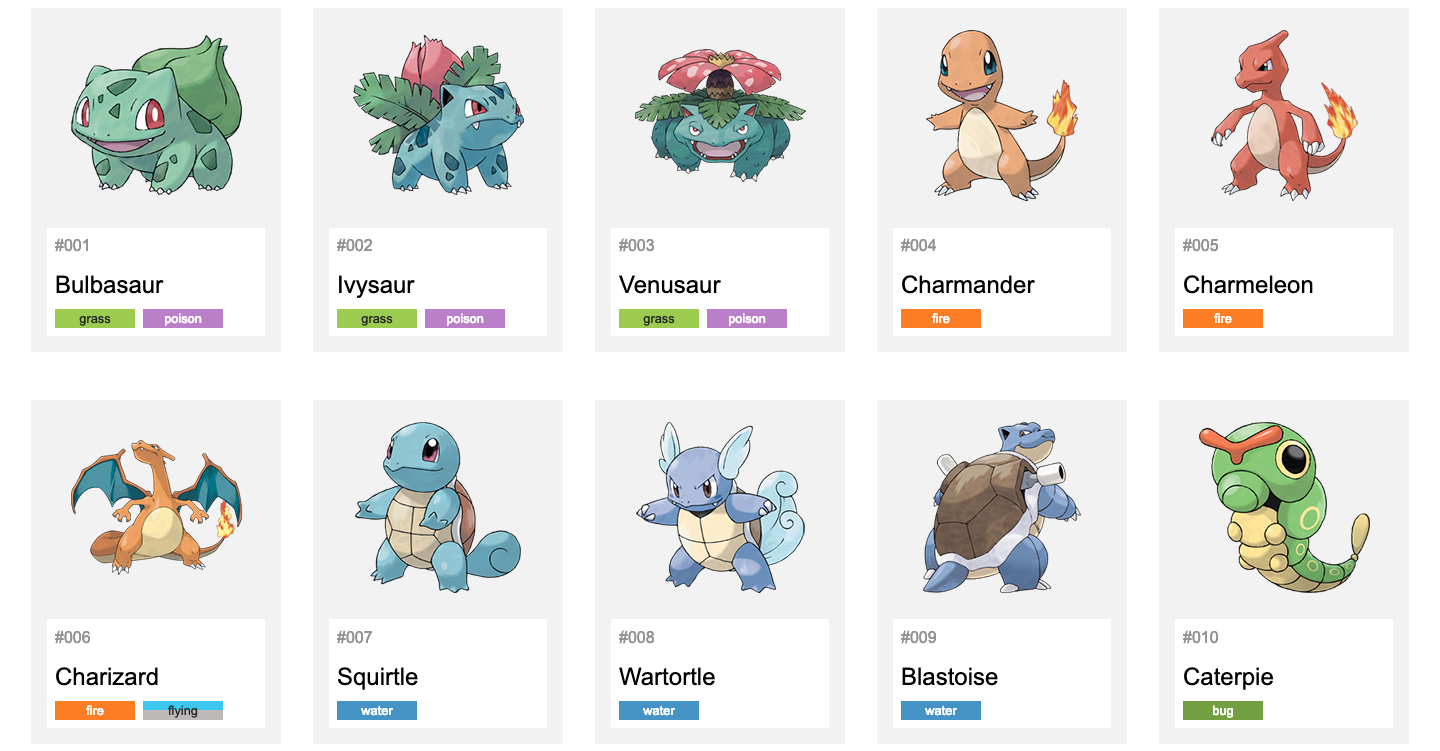 #001
Bulbasaur
grass poison
#002
Ivysaur
grass poison
#003
Venusaur
grass poison
#004
Charmander
fire
#005
Charmeleon
fire
#006
Charizard
fire flying
#007
Squirtle
water
#008
Wartortle
water
#009
Blastoise
water
#010
Caterpie
bug